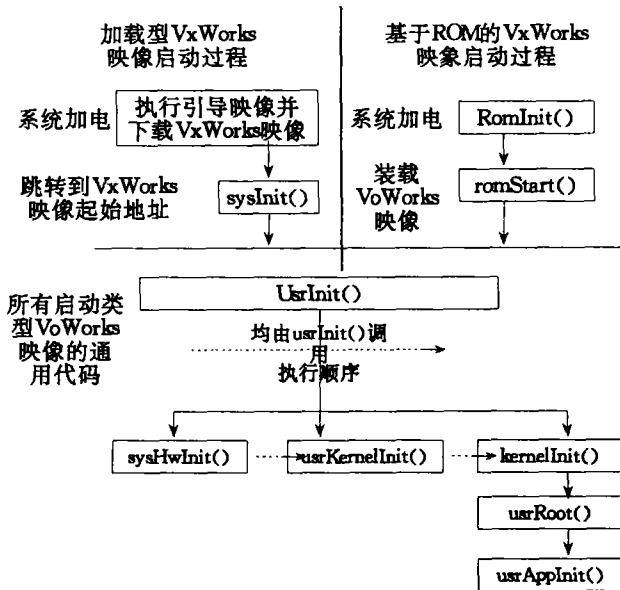 加载型VxWorks
映像启动过程
基于ROM的VxWorks
映象启动过程
系统加电
执行引导映像并
下载VxWorks映像
系统加电
RomInit()
跳转到VxWorks
映像起始地址
sysInit()
装载
VoWorks
映像
romStart()
UsrInit()
所有启动类
型VoWorks
映像的通
用代码
均由usrInit()调
用
执行顺序
sysHwInit()
usrKernelInit()
kernelInit()
usrRoot()
usrAppInit()